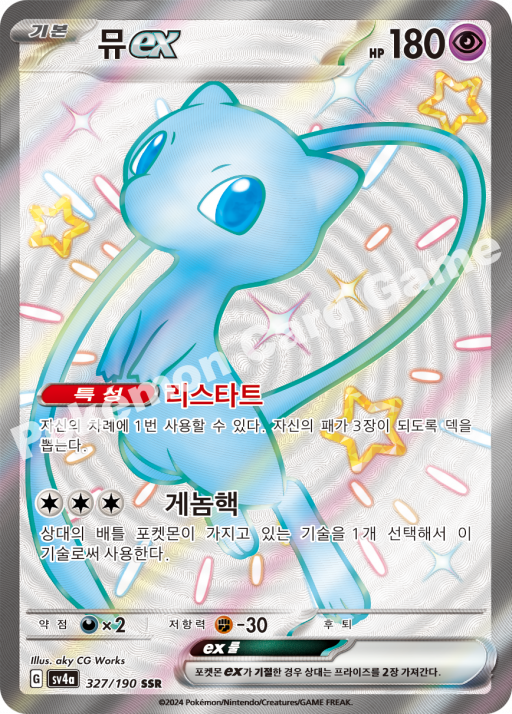 기본 뮤ex HP 180
특성 리스타트
자신의 차례에 1번 사용할 수 있다. 자신의 패가 3장이 되도록 덱을
뽑는다.
게놈핵
상대의 배틀 포켓몬이 가지고 있는 기술을 1개 선택해서 이
기술로써 사용한다.
약점 ×2 저항력 -30 후퇴
ex 룰
포켓몬 ex가 기절한 경우 상대는 프라이즈를 2장 가져간다.
Illus. aky CG Works
G sv4a 327/190 SSR
©2024 Pokémon/Nintendo/Creatures/GAME FREAK.
Pokémon Card Game